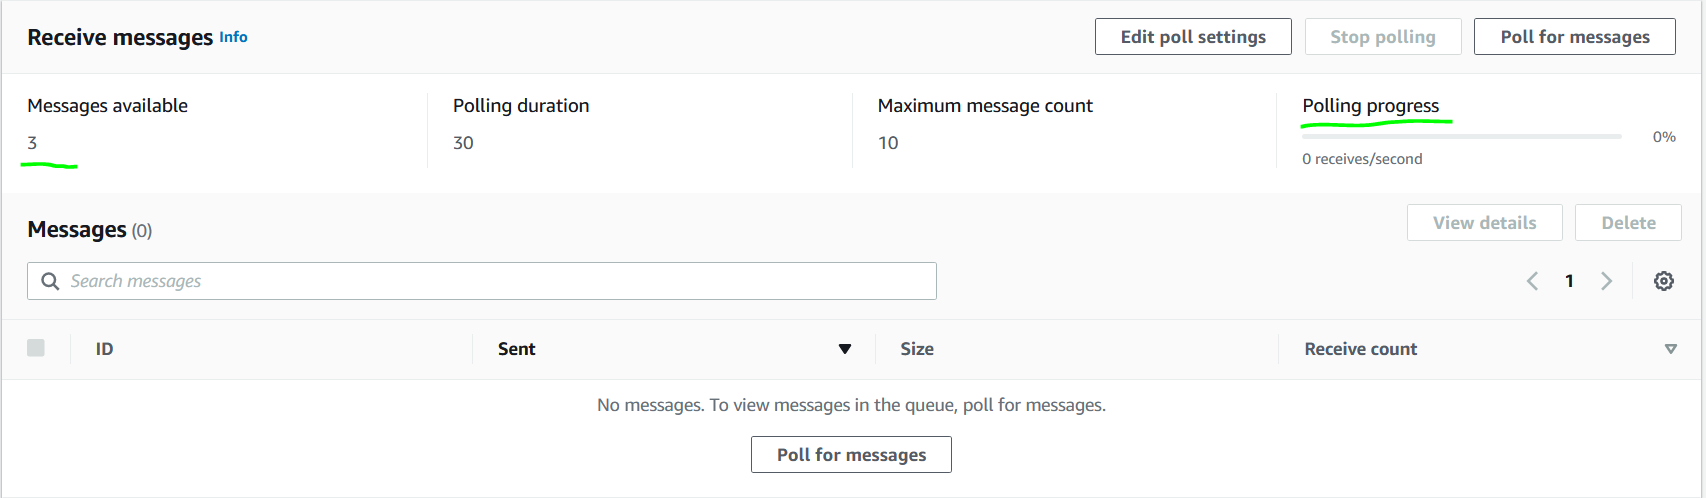 Receive messages Info
Edit poll settings
Stop polling
Poll for messages
Messages available
3
Polling duration
30
Maximum message count
10
Polling progress
0%
0 receives/second
Messages (0)
View details
Delete
Search messages
1
ID
Sent
Size
Receive count
No messages. To view messages in the queue, poll for messages.
Poll for messages